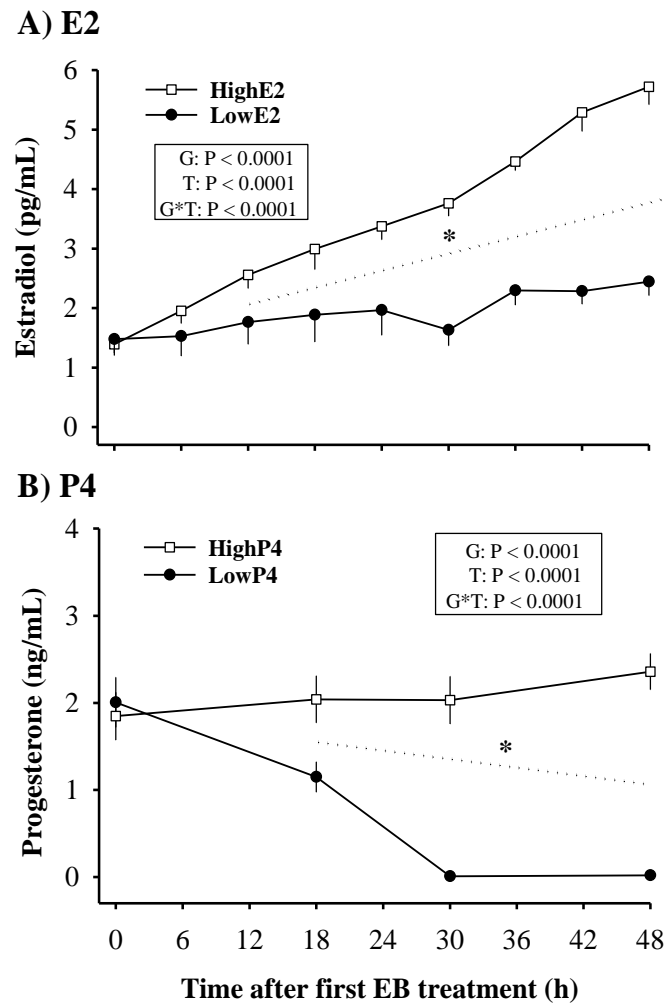 A) E2
6
5
4
3
2
1
0
Estradiol (pg/mL)
HighE2
LowE2
G: P < 0.0001
T: P < 0.0001
G*T: P < 0.0001
*
B) P4
4
3
2
1
0
Progesterone (ng/mL)
HighP4
LowP4
G: P < 0.0001
T: P < 0.0001
G*T: P < 0.0001
*
0 6 12 18 24 30 36 42 48
Time after first EB treatment (h)